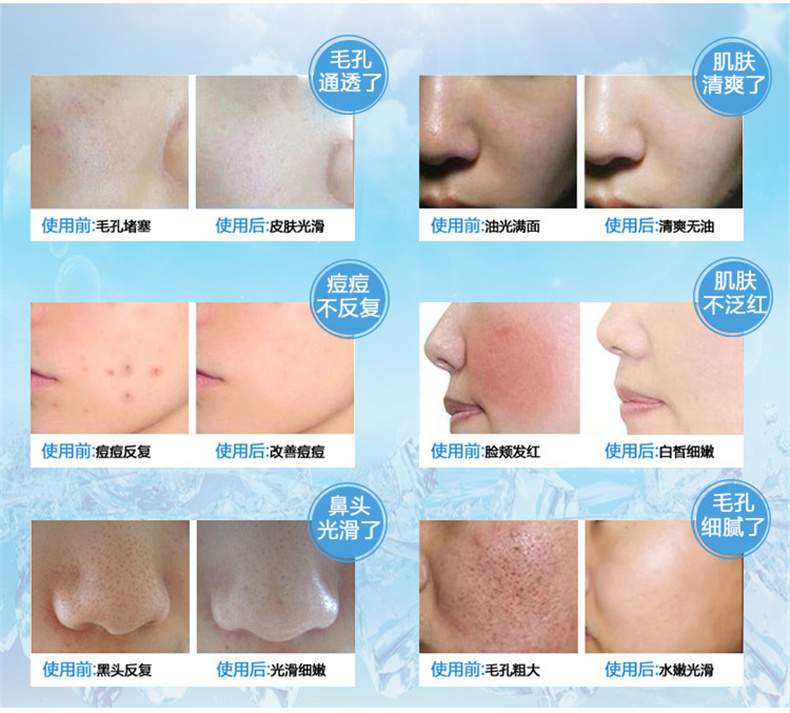 毛孔
通透了
肌肤
清爽了
使用前:毛孔堵塞
使用后:皮肤光滑
使用前:油光满面
使用后:清爽无油
痘痘
不反复
肌肤
不泛红
使用前:痘痘反复
使用后:改善痘痘
使用前:脸颊发红
使用后:白皙细嫩
鼻头
光滑了
毛孔
细腻了
使用前:黑头反复
使用后:光滑细嫩
使用前:毛孔粗大
使用后:水嫩光滑